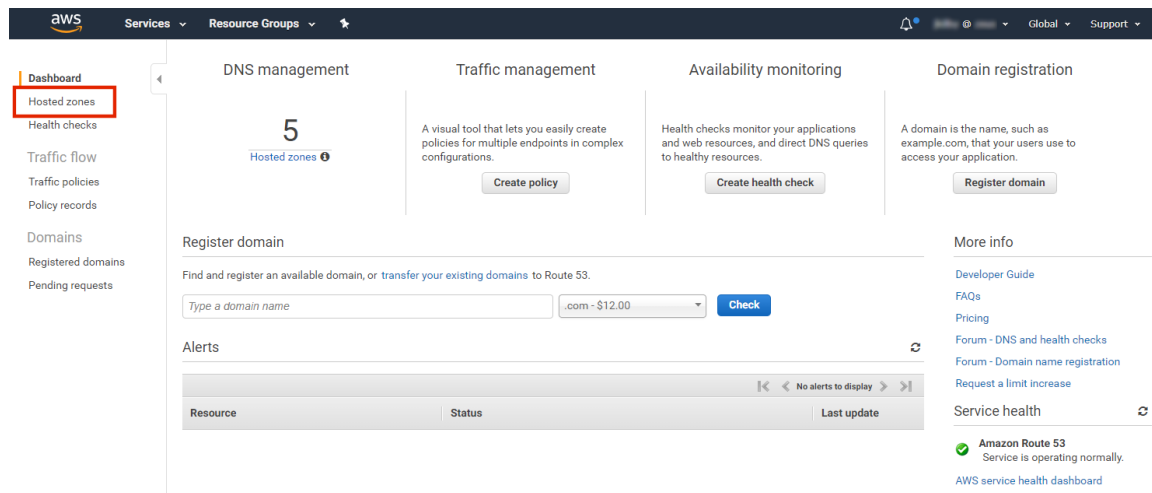 aws
Services
Resource Groups
@
Global
Support
Dashboard
Hosted zones
Health checks
Traffic flow
Traffic policies
Policy records
Domains
Registered domains
Pending requests
DNS management
5
Hosted zones
Traffic management
A visual tool that lets you easily create
policies for multiple endpoints in complex
configurations.
Create policy
Availability monitoring
Health checks monitor your applications
and web resources, and direct DNS queries
to healthy resources.
Create health check
Domain registration
A domain is the name, such as
example.com, that your users use to
access your application.
Register domain
Register domain
Find and register an available domain, or transfer your existing domains to Route 53.
Type a domain name
.com - $12.00
Check
Alerts
No alerts to display
Resource Status Last update
More info
Developer Guide
FAQs
Pricing
Forum - DNS and health checks
Forum - Domain name registration
Request a limit increase
Service health
Amazon Route 53
Service is operating normally.
AWS service health dashboard